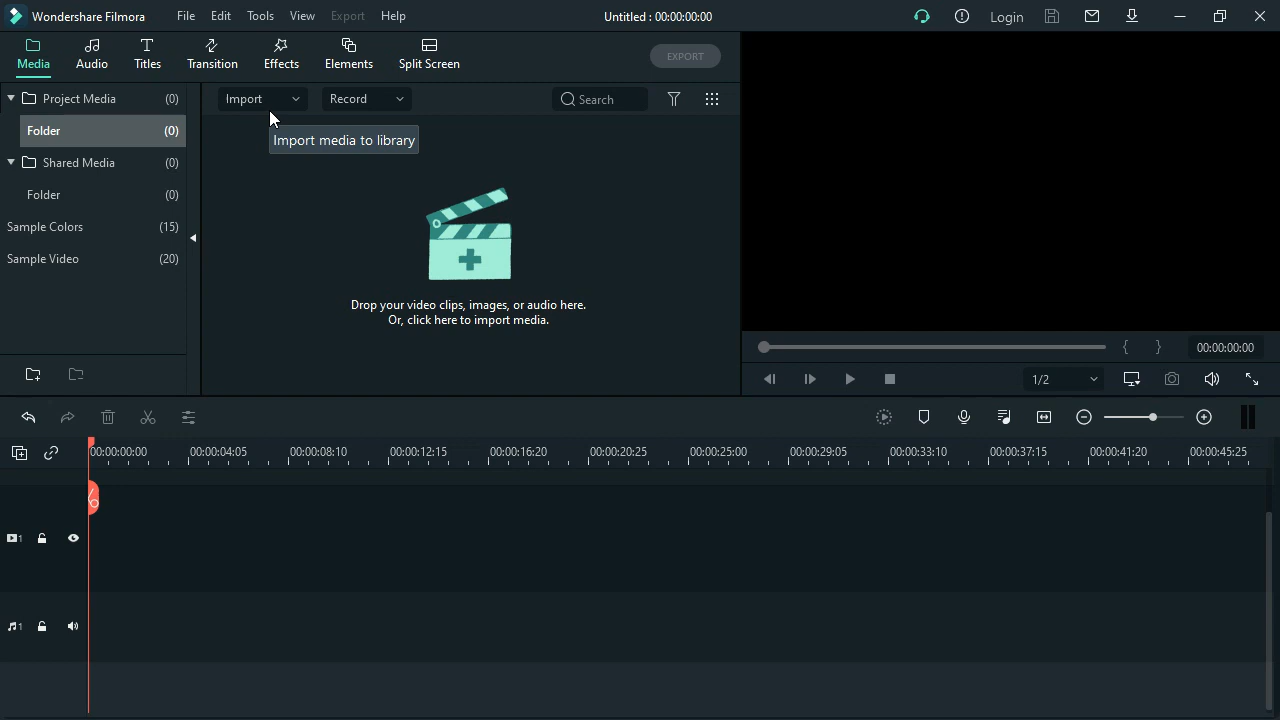 Wondershare Filmora File Edit Tools View Export Help Untitled : 00:00:00:00 Login
Media Audio Titles Transition Effects Elements Split Screen EXPORT
Project Media (0) Import Record Search
Folder (0)
Import media to library
Shared Media (0)
Folder (0)
Sample Colors (15)
Sample Video (20)
Drop your video clips, images, or audio here.
Or, click here to import media.
{ } 00:00:00:00
1/2
00:00:00:00 00:00:04:05 00:00:08:10 00:00:12:15 00:00:16:20 00:00:20:25 00:00:25:00 00:00:29:05 00:00:33:10 00:00:37:15 00:00:41:20 00:00:45:25
1
1